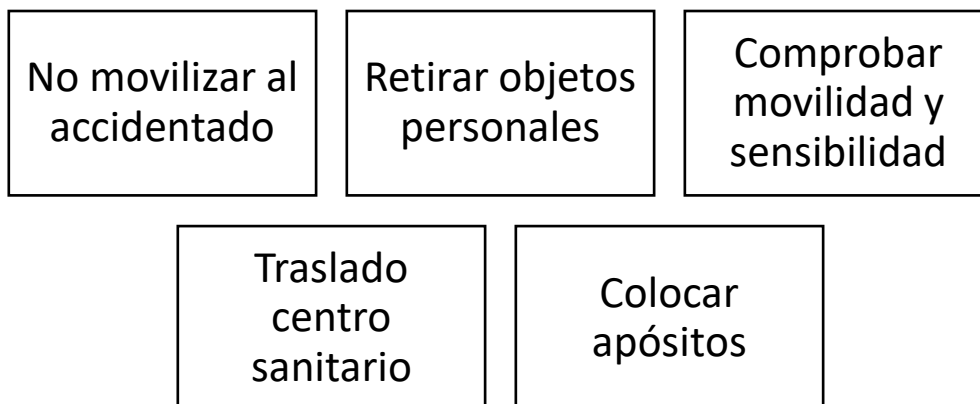 No movilizar al
accidentado
Retirar objetos
personales
Comprobar
movilidad y
sensibilidad
Traslado
centro
sanitario
Colocar
apósitos